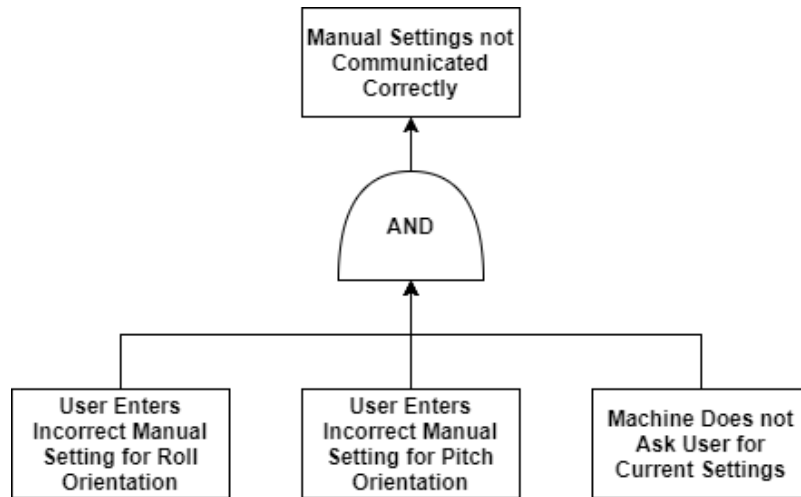 Manual Settings not
Communicated
Correctly
AND
User Enters
Incorrect Manual
Setting for Roll
Orientation
User Enters
Incorrect Manual
Setting for Pitch
Orientation
Machine Does not
Ask User for
Current Settings